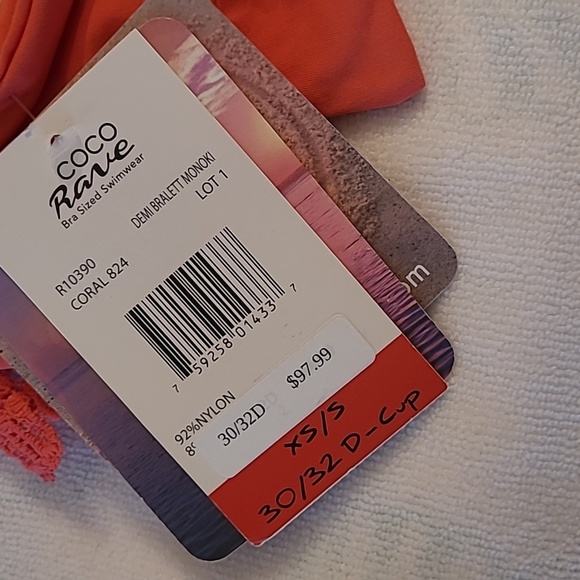 COCO
Rave
Bra Sized Swimwear
DEMI BRALETT MONOKI
LOT 1
R10390
CORAL 824
7 59258 01433 7
92%NYLON
30/32D $97.99
XS/S
30/32 D-Cup
om